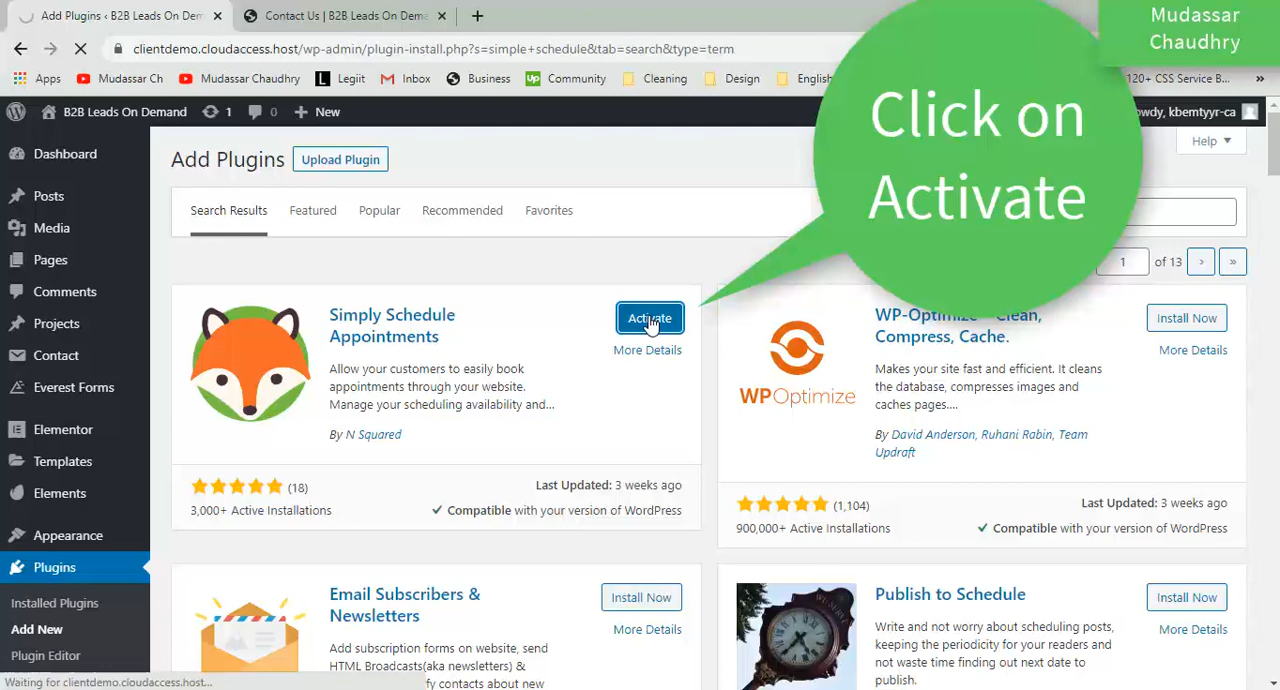 Add Plugins ‹ B2B Leads On Dem
Contact Us | B2B Leads On Dema
Mudassar
Chaudhry
clientdemo.cloudaccess.host/wp-admin/plugin-install.php?s=simple+schedule&tab=search&type=term
Apps
Mudassar Ch
Mudassar Chaudhry
Legiit
Inbox
Business
Community
Cleaning
Design
English
120+ CSS Service B...
»
B2B Leads On Demand
1
0
New
owdy, kbemtyyr-ca
Click on
Activate
Dashboard
Posts
Media
Pages
Comments
Projects
Contact
Everest Forms
Elementor
Templates
Elements
Appearance
Plugins
Installed Plugins
Add New
Plugin Editor
Add Plugins
Upload Plugin
Help
Search Results
Featured
Popular
Recommended
Favorites
1 of 13 › »
Simply Schedule
Appointments
Activate
More Details
Allow your customers to easily book
appointments through your website.
Manage your scheduling availability and...
By N Squared
(18)
Last Updated: 3 weeks ago
3,000+ Active Installations
Compatible with your version of WordPress
WPOptimize
WP-Optimize – Clean,
Compress, Cache.
Install Now
More Details
Makes your site fast and efficient. It cleans
the database, compresses images and
caches pages....
By David Anderson, Ruhani Rabin, Team
Updraft
(1,104)
Last Updated: 3 weeks ago
900,000+ Active Installations
Compatible with your version of WordPress
Email Subscribers &
Newsletters
Install Now
More Details
Add subscription forms on website, send
HTML Broadcasts(aka newsletters) &
fy contacts about new
Publish to Schedule
Install Now
More Details
Write and not worry about scheduling posts,
keeping the periodicity for your readers and
not waste time finding out next date to
publish.
Waiting for clientdemo.cloudaccess.host...